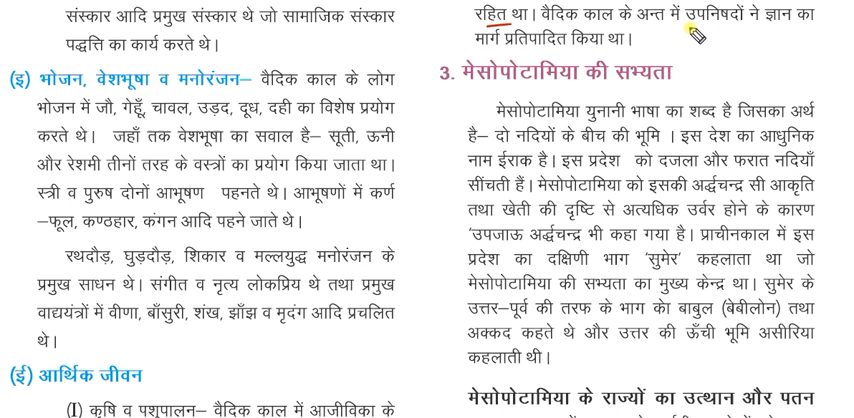 संस्कार आदि प्रमुख संस्कार थे जो सामाजिक संस्कार
पद्धत्ति का कार्य करते थे।
(इ) भोजन, वेशभूषा व मनोरंजन– वैदिक काल के लोग
भोजन में जौ, गेहूँ, चावल, उड़द, दूध, दही का विशेष प्रयोग
करते थे। जहाँ तक वेशभूषा का सवाल है– सूती, ऊनी
और रेशमी तीनों तरह के वस्त्रों का प्रयोग किया जाता था।
स्त्री व पुरुष दोनों आभूषण पहनते थे। आभूषणों में कर्ण
–फूल, कण्ठहार, कंगन आदि पहने जाते थे।
रथदौड़, घुड़दौड़, शिकार व मल्लयुद्ध मनोरंजन के
प्रमुख साधन थे। संगीत व नृत्य लोकप्रिय थे तथा प्रमुख
वाद्ययंत्रों में वीणा, बाँसुरी, शंख, झाँझ व मृदंग आदि प्रचलित
थे।
(ई) आर्थिक जीवन
(I) कृषि व पशुपालन– वैदिक काल में आजीविका के
रहित था। वैदिक काल के अन्त में उपनिषदों ने ज्ञान का
मार्ग प्रतिपादित किया था।
3. मेसोपोटामिया की सभ्यता
मेसोपोटामिया युनानी भाषा का शब्द है जिसका अर्थ
है– दो नदियों के बीच की भूमि । इस देश का आधुनिक
नाम ईराक है। इस प्रदेश को दजला और फरात नदियाँ
सींचती हैं। मेसोपोटामिया को इसकी अर्द्धचन्द्र सी आकृति
तथा खेती की दृष्टि से अत्यधिक उर्वर होने के कारण
'उपजाऊ अर्द्धचन्द्र भी कहा गया है। प्राचीनकाल में इस
प्रदेश का दक्षिणी भाग 'सुमेर' कहलाता था जो
मेसोपोटामिया की सभ्यता का मुख्य केन्द्र था। सुमेर के
उत्तर–पूर्व की तरफ के भाग केा बाबुल (बेबीलोन) तथा
अक्कद कहते थे और उत्तर की ऊँची भूमि असीरिया
कहलाती थी।
मेसोपोटामिया के राज्यों का उत्थान और पतन